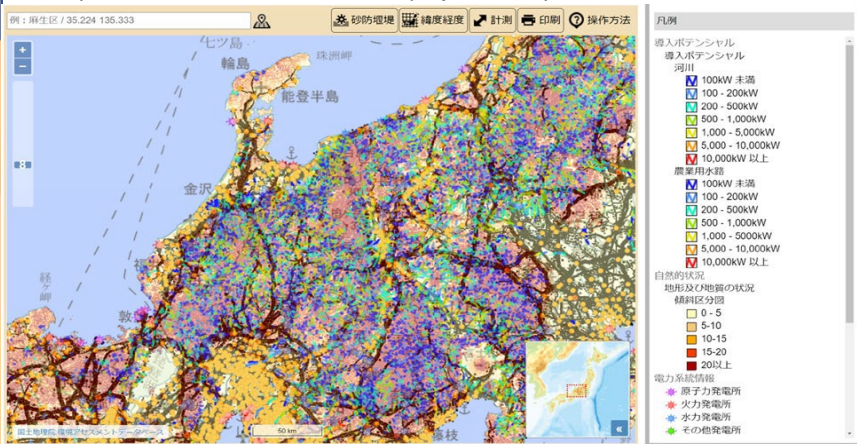 例：麻生区 / 35.224 135.333
砂防堰堤
緯度経度
計測
印刷
操作方法
七ツ島
輪島
珠洲岬
能登半島
金沢
福
経ヶ岬
敦
藤枝
50 km
国土地理院,環境アセスメントデータベース
凡例
導入ポテンシャル
導入ポテンシャル
河川
100kW 未満
100 - 200kW
200 - 500kW
500 - 1,000kW
1,000 - 5,000kW
5,000 - 10,000kW
10,000kW 以上
農業用水路
100kW 未満
100 - 200kW
200 - 500kW
500 - 1,000kW
1,000 - 5000kW
5,000 - 10,000kW
10,000kW 以上
自然的状況
地形及び地質の状況
傾斜区分図
0 - 5
5-10
10-15
15-20
20以上
電力系統情報
原子力発電所
火力発電所
水力発電所
その他発電所